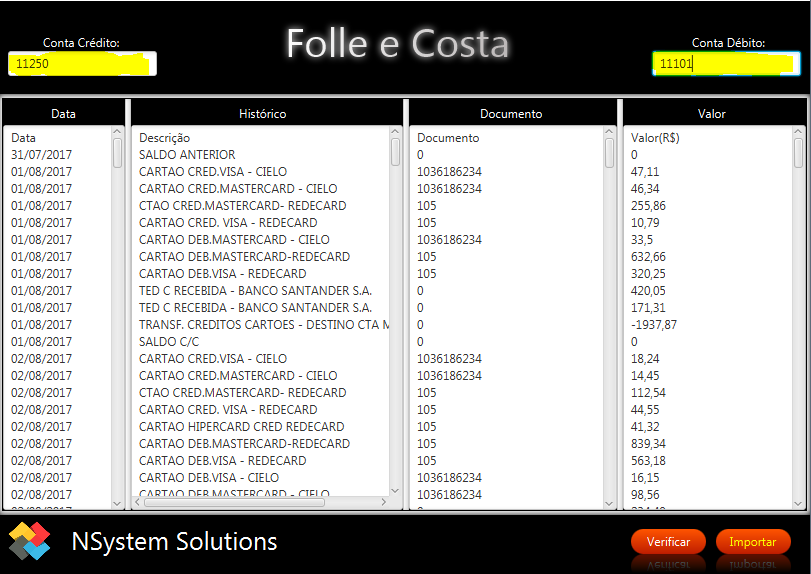 Conta Crédito:
Folle e Costa
Conta Débito:
11250
11101
Data Histórico Documento Valor
Data Descrição Documento Valor(R$)
31/07/2017 SALDO ANTERIOR 0 0
01/08/2017 CARTAO CRED.VISA - CIELO 1036186234 47,11
01/08/2017 CARTAO CRED.MASTERCARD - CIELO 1036186234 46,34
01/08/2017 CTAO CRED.MASTERCARD- REDECARD 105 255,86
01/08/2017 CARTAO CRED. VISA - REDECARD 105 10,79
01/08/2017 CARTAO DEB.MASTERCARD - CIELO 1036186234 33,5
01/08/2017 CARTAO DEB.MASTERCARD-REDECARD 105 632,66
01/08/2017 CARTAO DEB.VISA - REDECARD 105 320,25
01/08/2017 TED C RECEBIDA - BANCO SANTANDER S.A. 0 420,05
01/08/2017 TED C RECEBIDA - BANCO SANTANDER S.A. 0 171,31
01/08/2017 TRANSF. CREDITOS CARTOES - DESTINO CTA M 0 -1937,87
01/08/2017 SALDO C/C 0 0
02/08/2017 CARTAO CRED.VISA - CIELO 1036186234 18,24
02/08/2017 CARTAO CRED.MASTERCARD - CIELO 1036186234 14,45
02/08/2017 CTAO CRED.MASTERCARD- REDECARD 105 112,54
02/08/2017 CARTAO CRED. VISA - REDECARD 105 44,55
02/08/2017 CARTAO HIPERCARD CRED REDECARD 105 41,32
02/08/2017 CARTAO DEB.MASTERCARD-REDECARD 105 839,34
02/08/2017 CARTAO DEB.VISA - REDECARD 105 563,18
02/08/2017 CARTAO DEB.VISA - CIELO 1036186234 16,15
02/08/2017 CARTAO DEB.MASTERCARD - CIELO 1036186234 98,56
NSystem Solutions
Verificar Importar